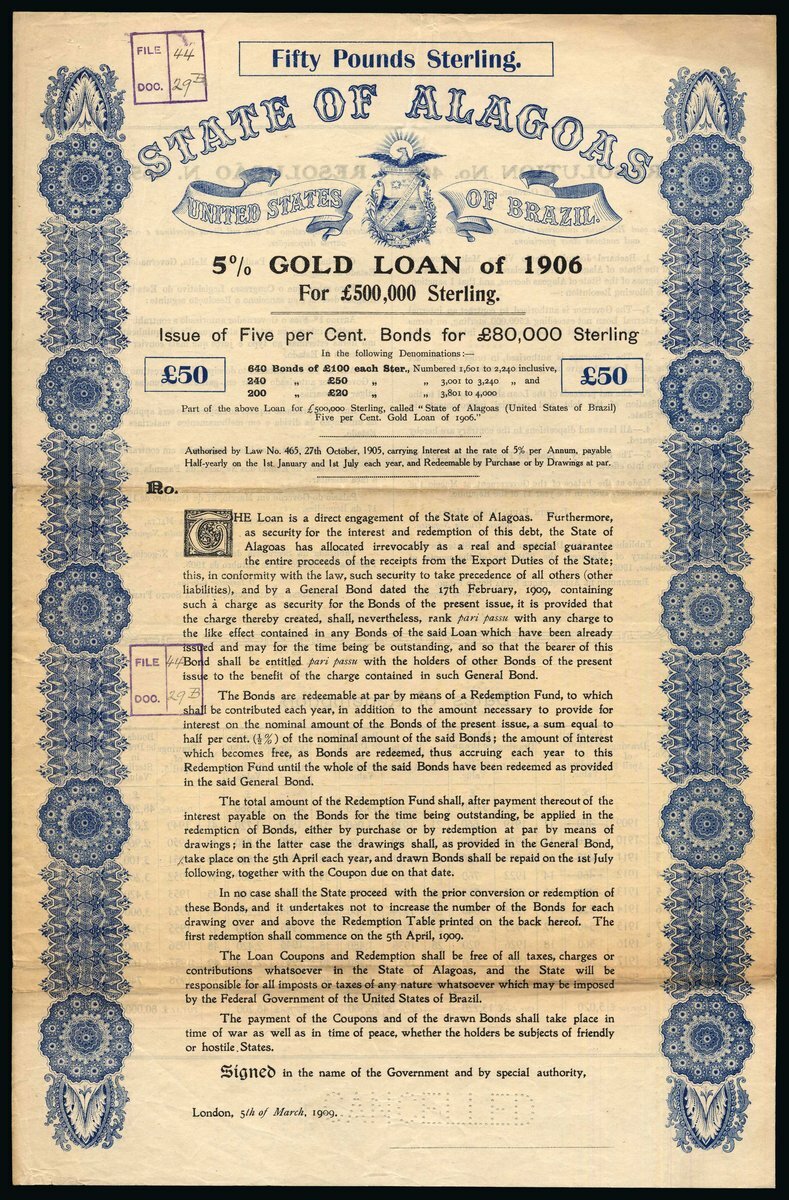 FILE 44
DOC. 29B
Fifty Pounds Sterling.
STATE OF ALAGOAS
UNITED STATES OF BRAZIL.
5% GOLD LOAN of 1906
For £500,000 Sterling.
Issue of Five per Cent. Bonds for £80,000 Sterling
In the following Denominations:—
£50
640 Bonds of £100 each Ster., Numbered 1,601 to 2,240 inclusive,
240 „ £50 „ „ 3,001 to 3,240 „ and
200 „ £20 „ „ 3,801 to 4,000
£50
Part of the above Loan for £500,000 Sterling, called "State of Alagoas (United States of Brazil)
Five per Cent. Gold Loan of 1906."
Authorised by Law No. 465, 27th October, 1905, carrying Interest at the rate of 5% per Annum, payable
Half-yearly on the 1st January and 1st July each year, and Redeemable by Purchase or by Drawings at par.
No.
THE Loan is a direct engagement of the State of Alagoas. Furthermore,
as security for the interest and redemption of this debt, the State of
Alagoas has allocated irrevocably as a real and special guarantee
the entire proceeds of the receipts from the Export Duties of the State;
this, in conformity with the law, such security to take precedence of all others (other
liabilities), and by a General Bond dated the 17th February, 1909, containing
such a charge as security for the Bonds of the present issue, it is provided that
the charge thereby created, shall, nevertheless, rank pari passu with any charge to
the like effect contained in any Bonds of the said Loan which have been already
issued and may for the time being be outstanding, and so that the bearer of this
Bond shall be entitled pari passu with the holders of other Bonds of the present
issue to the benefit of the charge contained in such General Bond.
FILE 44
DOC. 29B
The Bonds are redeemable at par by means of a Redemption Fund, to which
shall be contributed each year, in addition to the amount necessary to provide for
interest on the nominal amount of the Bonds of the present issue, a sum equal to
half per cent. (½%) of the nominal amount of the said Bonds; the amount of interest
which becomes free, as Bonds are redeemed, thus accruing each year to this
Redemption Fund until the whole of the said Bonds have been redeemed as provided
in the said General Bond.
The total amount of the Redemption Fund shall, after payment thereout of the
interest payable on the Bonds for the time being outstanding, be applied in the
redemption of Bonds, either by purchase or by redemption at par by means of
drawings; in the latter case the drawings shall, as provided in the General Bond,
take place on the 5th April each year, and drawn Bonds shall be repaid on the 1st July
following, together with the Coupon due on that date.
In no case shall the State proceed with the prior conversion or redemption of
these Bonds, and it undertakes not to increase the number of the Bonds for each
drawing over and above the Redemption Table printed on the back hereof. The
first redemption shall commence on the 5th April, 1909.
The Loan Coupons and Redemption shall be free of all taxes, charges or
contributions whatsoever in the State of Alagoas, and the State will be
responsible for all imposts or taxes of any nature whatsoever which may be imposed
by the Federal Government of the United States of Brazil.
The payment of the Coupons and of the drawn Bonds shall take place in
time of war as well as in time of peace, whether the holders be subjects of friendly
or hostile States.
Signed in the name of the Government and by special authority,
London, 5th of March, 1909.
CANCELLED